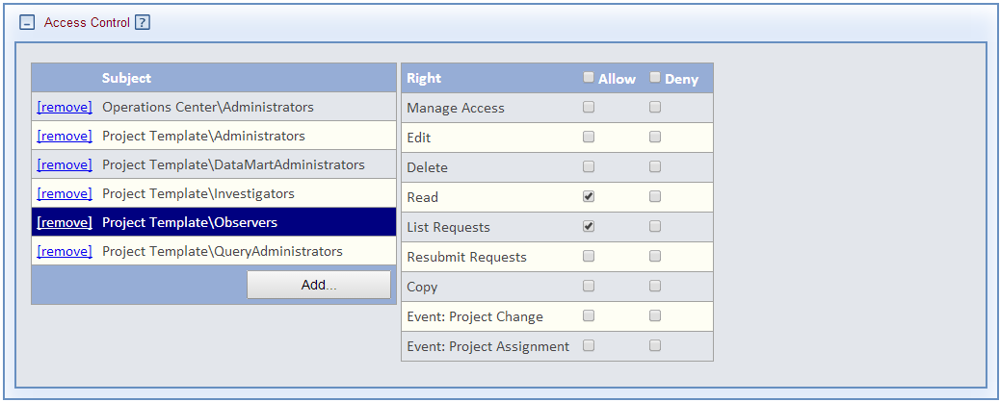 Access Control ?
Subject
[remove] Operations Center\Administrators
[remove] Project Template\Administrators
[remove] Project Template\DataMartAdministrators
[remove] Project Template\Investigators
[remove] Project Template\Observers
[remove] Project Template\QueryAdministrators
Add...
Right Allow Deny
Manage Access
Edit
Delete
Read
List Requests
Resubmit Requests
Copy
Event: Project Change
Event: Project Assignment